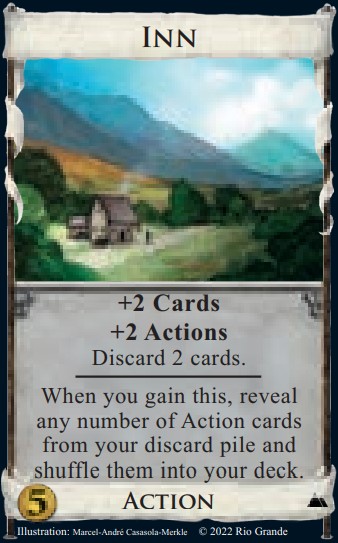 INN
+2 Cards
+2 Actions
Discard 2 cards.
When you gain this, reveal
any number of Action cards
from your discard pile and
shuffle them into your deck.
5
ACTION
Illustration: Marcel-André Casasola-Merkle © 2022 Rio Grande